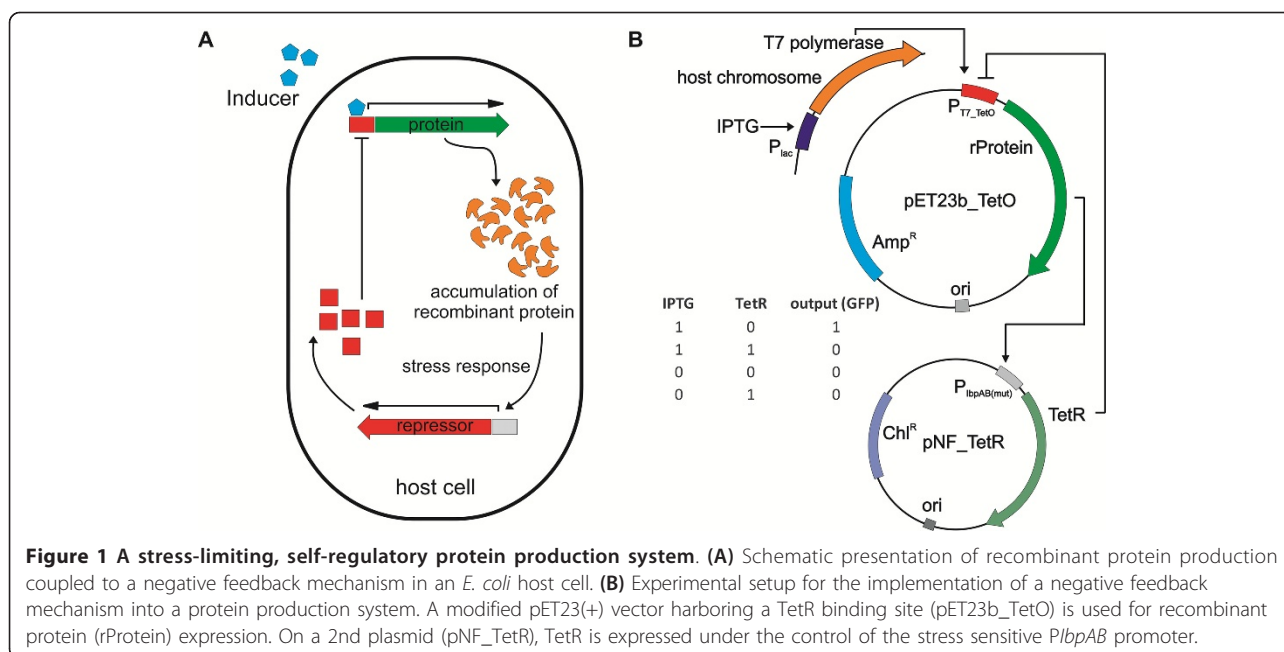 A
Inducer
protein
accumulation of
recombinant protein
stress response
repressor
host cell
B
T7 polymerase
host chromosome
IPTG
Plac
PT7_TetO
rProtein
pET23b_TetO
AmpR
ori
IPTG TetR output (GFP)
1 0 1
1 1 0
0 0 0
0 1 0
PIbpAB(mut)
TetR
ChlR
pNF_TetR
ori
Figure 1 A stress-limiting, self-regulatory protein production system. (A) Schematic presentation of recombinant protein production
coupled to a negative feedback mechanism in an E. coli host cell. (B) Experimental setup for the implementation of a negative feedback
mechanism into a protein production system. A modified pET23(+) vector harboring a TetR binding site (pET23b_TetO) is used for recombinant
protein (rProtein) expression. On a 2nd plasmid (pNF_TetR), TetR is expressed under the control of the stress sensitive PIbpAB promoter.